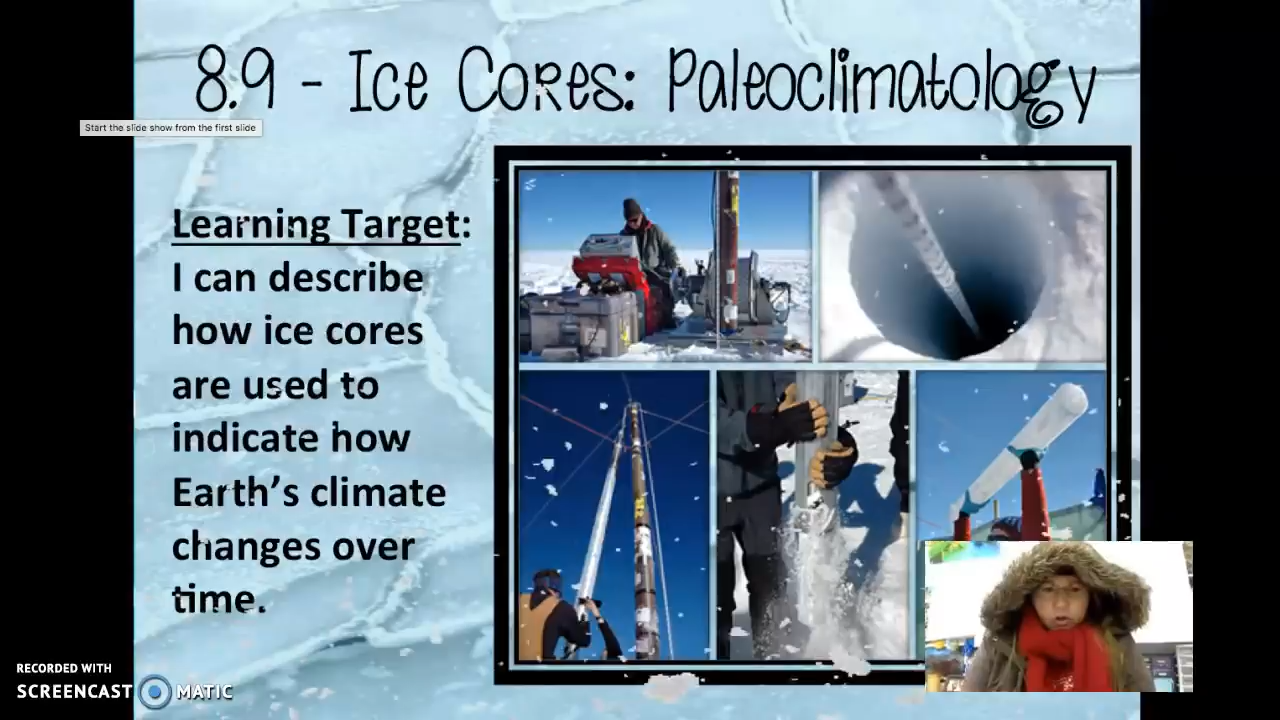 8.9 - Ice Cores: Paleoclimatology
Start the slide show from the first slide
Learning Target:
I can describe
how ice cores
are used to
indicate how
Earth's climate
changes over
time.
RECORDED WITH
SCREENCAST MATIC